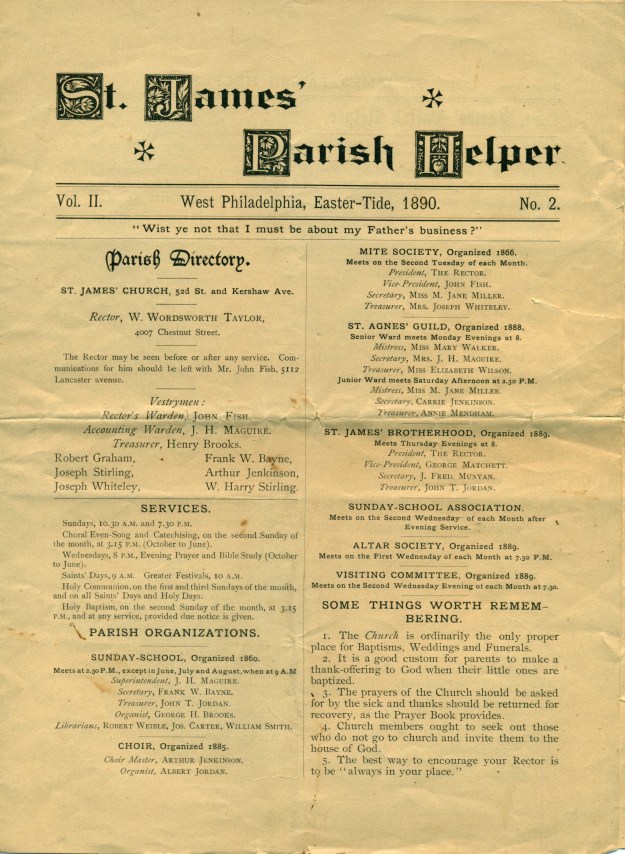 St. James'
Parish Helper
Vol. II. West Philadelphia, Easter-Tide, 1890. No. 2.
"Wist ye not that I must be about my Father's business?"
Parish Directory.
ST. JAMES' CHURCH, 52d St. and Kershaw Ave.
Rector, W. WORDSWORTH TAYLOR,
4007 Chestnut Street.
The Rector may be seen before or after any service. Com-
munications for him should be left with Mr. John Fish, 5112
Lancaster avenue.
Vestrymen:
Rector's Warden, JOHN FISH.
Accounting Warden, J. H. MAGUIRE.
Treasurer, Henry Brooks.
Robert Graham, Frank W. Bayne,
Joseph Stirling, Arthur Jenkinson,
Joseph Whiteley, W. Harry Stirling.
SERVICES.
Sundays, 10.30 A.M. and 7.30 P.M.
Choral Even-Song and Catechising, on the second Sunday of
the month, at 3.15 P.M. (October to June).
Wednesdays, 8 P.M., Evening Prayer and Bible Study (October
to June).
Saints' Days, 9 A.M. Greater Festivals, 10 A.M.
Holy Communion, on the first and third Sundays of the month,
and on all Saints' Days and Holy Days.
Holy Baptism, on the second Sunday of the month, at 3.15
P.M., and at any service, provided due notice is given.
PARISH ORGANIZATIONS.
SUNDAY-SCHOOL, Organized 1860.
Meets at 2.30 P.M., except in June, July and August, when at 9 A.M
Superintendent, J. H. MAGUIRE.
Secretary, FRANK W. BAYNE.
Treasurer, JOHN T. JORDAN.
Organist, GEORGE H. BROOKS.
Librarians, ROBERT WEIBLE, JOS. CARTER, WILLIAM SMITH.
CHOIR, Organized 1885.
Choir Master, ARTHUR JENKINSON.
Organist, ALBERT JORDAN.
MITE SOCIETY, Organized 1866.
Meets on the Second Tuesday of each Month.
President, THE RECTOR.
Vice-President, JOHN FISH.
Secretary, MISS M. JANE MILLER.
Treasurer, MRS. JOSEPH WHITELEY.
ST. AGNES' GUILD, Organized 1888.
Senior Ward meets Monday Evenings at 8.
Mistress, MISS MARY WALKER.
Secretary, MRS. J. H. MAGUIRE.
Treasurer, MISS ELIZABETH WILSON.
Junior Ward meets Saturday Afternoon at 2.30 P.M.
Mistress, MISS M. JANE MILLER.
Secretary, CARRIE JENKINSON.
Treasurer, ANNIE MENDHAM.
ST. JAMES' BROTHERHOOD, Organized 1889.
Meets Thursday Evenings at 8.
President, THE RECTOR.
Vice-President, GEORGE MATCHETT.
Secretary, J. FRED. MUNYAN.
Treasurer, JOHN T. JORDAN.
SUNDAY-SCHOOL ASSOCIATION.
Meets on the Second Wednesday of each Month after
Evening Service.
ALTAR SOCIETY, Organized 1889.
Meets on the First Wednesday of each Month at 7.30 P.M.
VISITING COMMITTEE, Organized 1889.
Meets on the Second Wednesday Evening of each Month at 7.30.
SOME THINGS WORTH REMEM-
BERING.
1. The Church is ordinarily the only proper
place for Baptisms, Weddings and Funerals.
2. It is a good custom for parents to make a
thank-offering to God when their little ones are
baptized.
3. The prayers of the Church should be asked
for by the sick and thanks should be returned for
recovery, as the Prayer Book provides.
4. Church members ought to seek out those
who do not go to church and invite them to the
house of God.
5. The best way to encourage your Rector is
to be "always in your place."